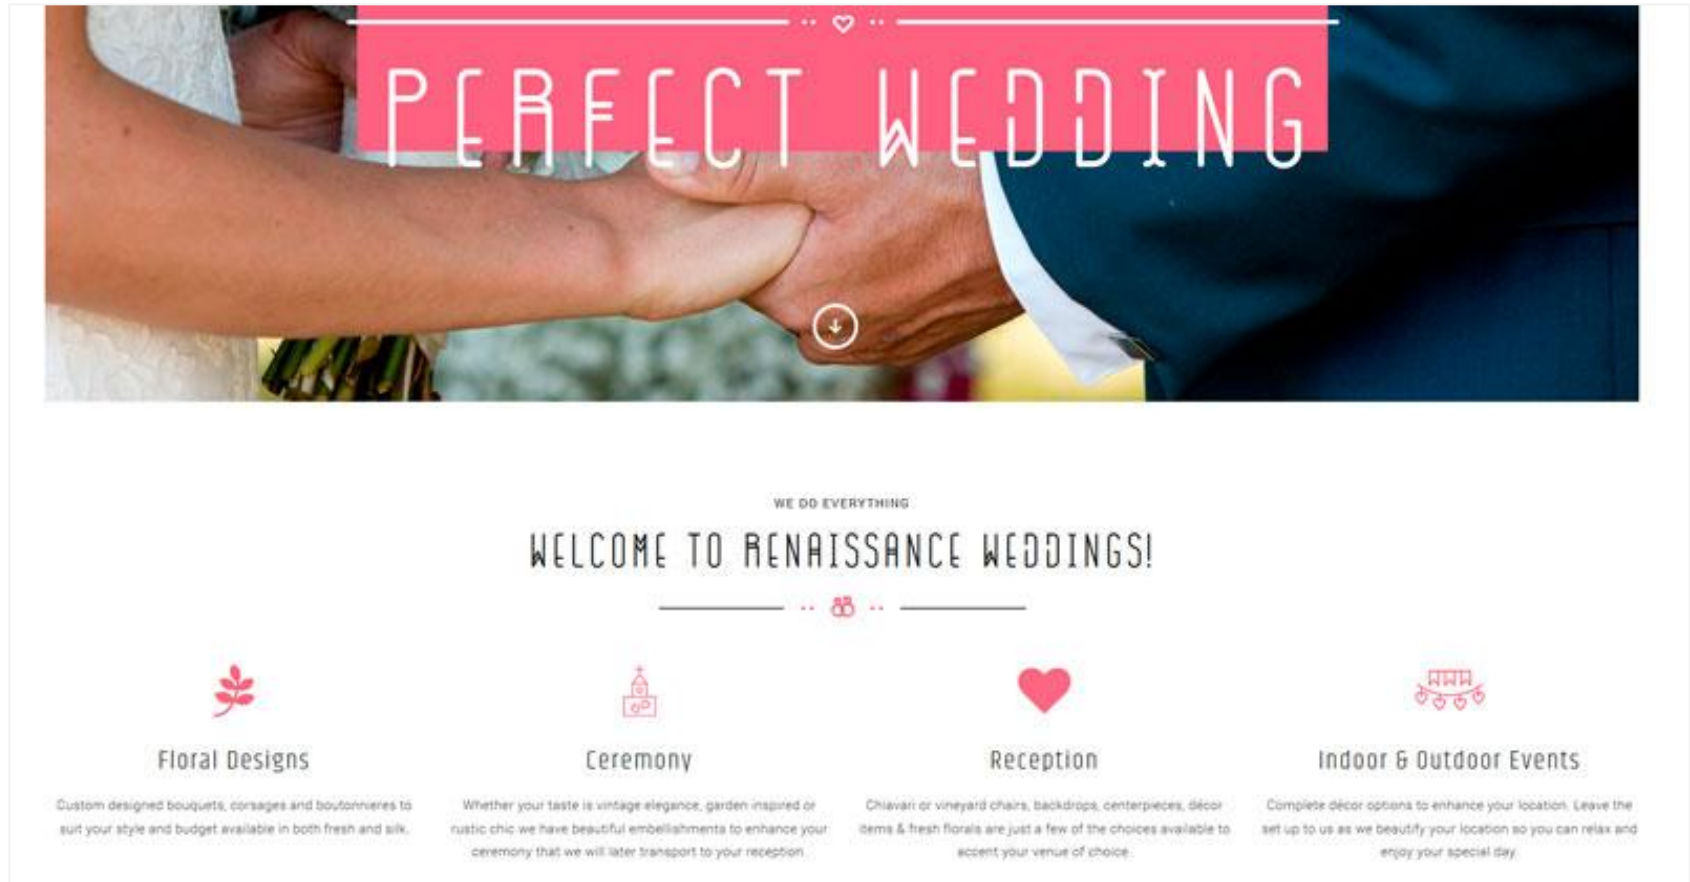 PERFECT WEDDING
WE DO EVERYTHING
WELCOME TO RENAISSANCE WEDDINGS!
Floral Designs
Custom designed bouquets, corsages and boutonnieres to
suit your style and budget available in both fresh and silk.
Ceremony
Whether your taste is vintage elegance, garden inspired or
rustic chic we have beautiful embellishments to enhance your
ceremony that we will later transport to your reception.
Reception
Chiavari or vineyard chairs, backdrops, centerpieces, décor
items & fresh florals are just a few of the choices available to
accent your venue of choice.
Indoor & Outdoor Events
Complete décor options to enhance your location. Leave the
set up to us as we beautify your location so you can relax and
enjoy your special day.